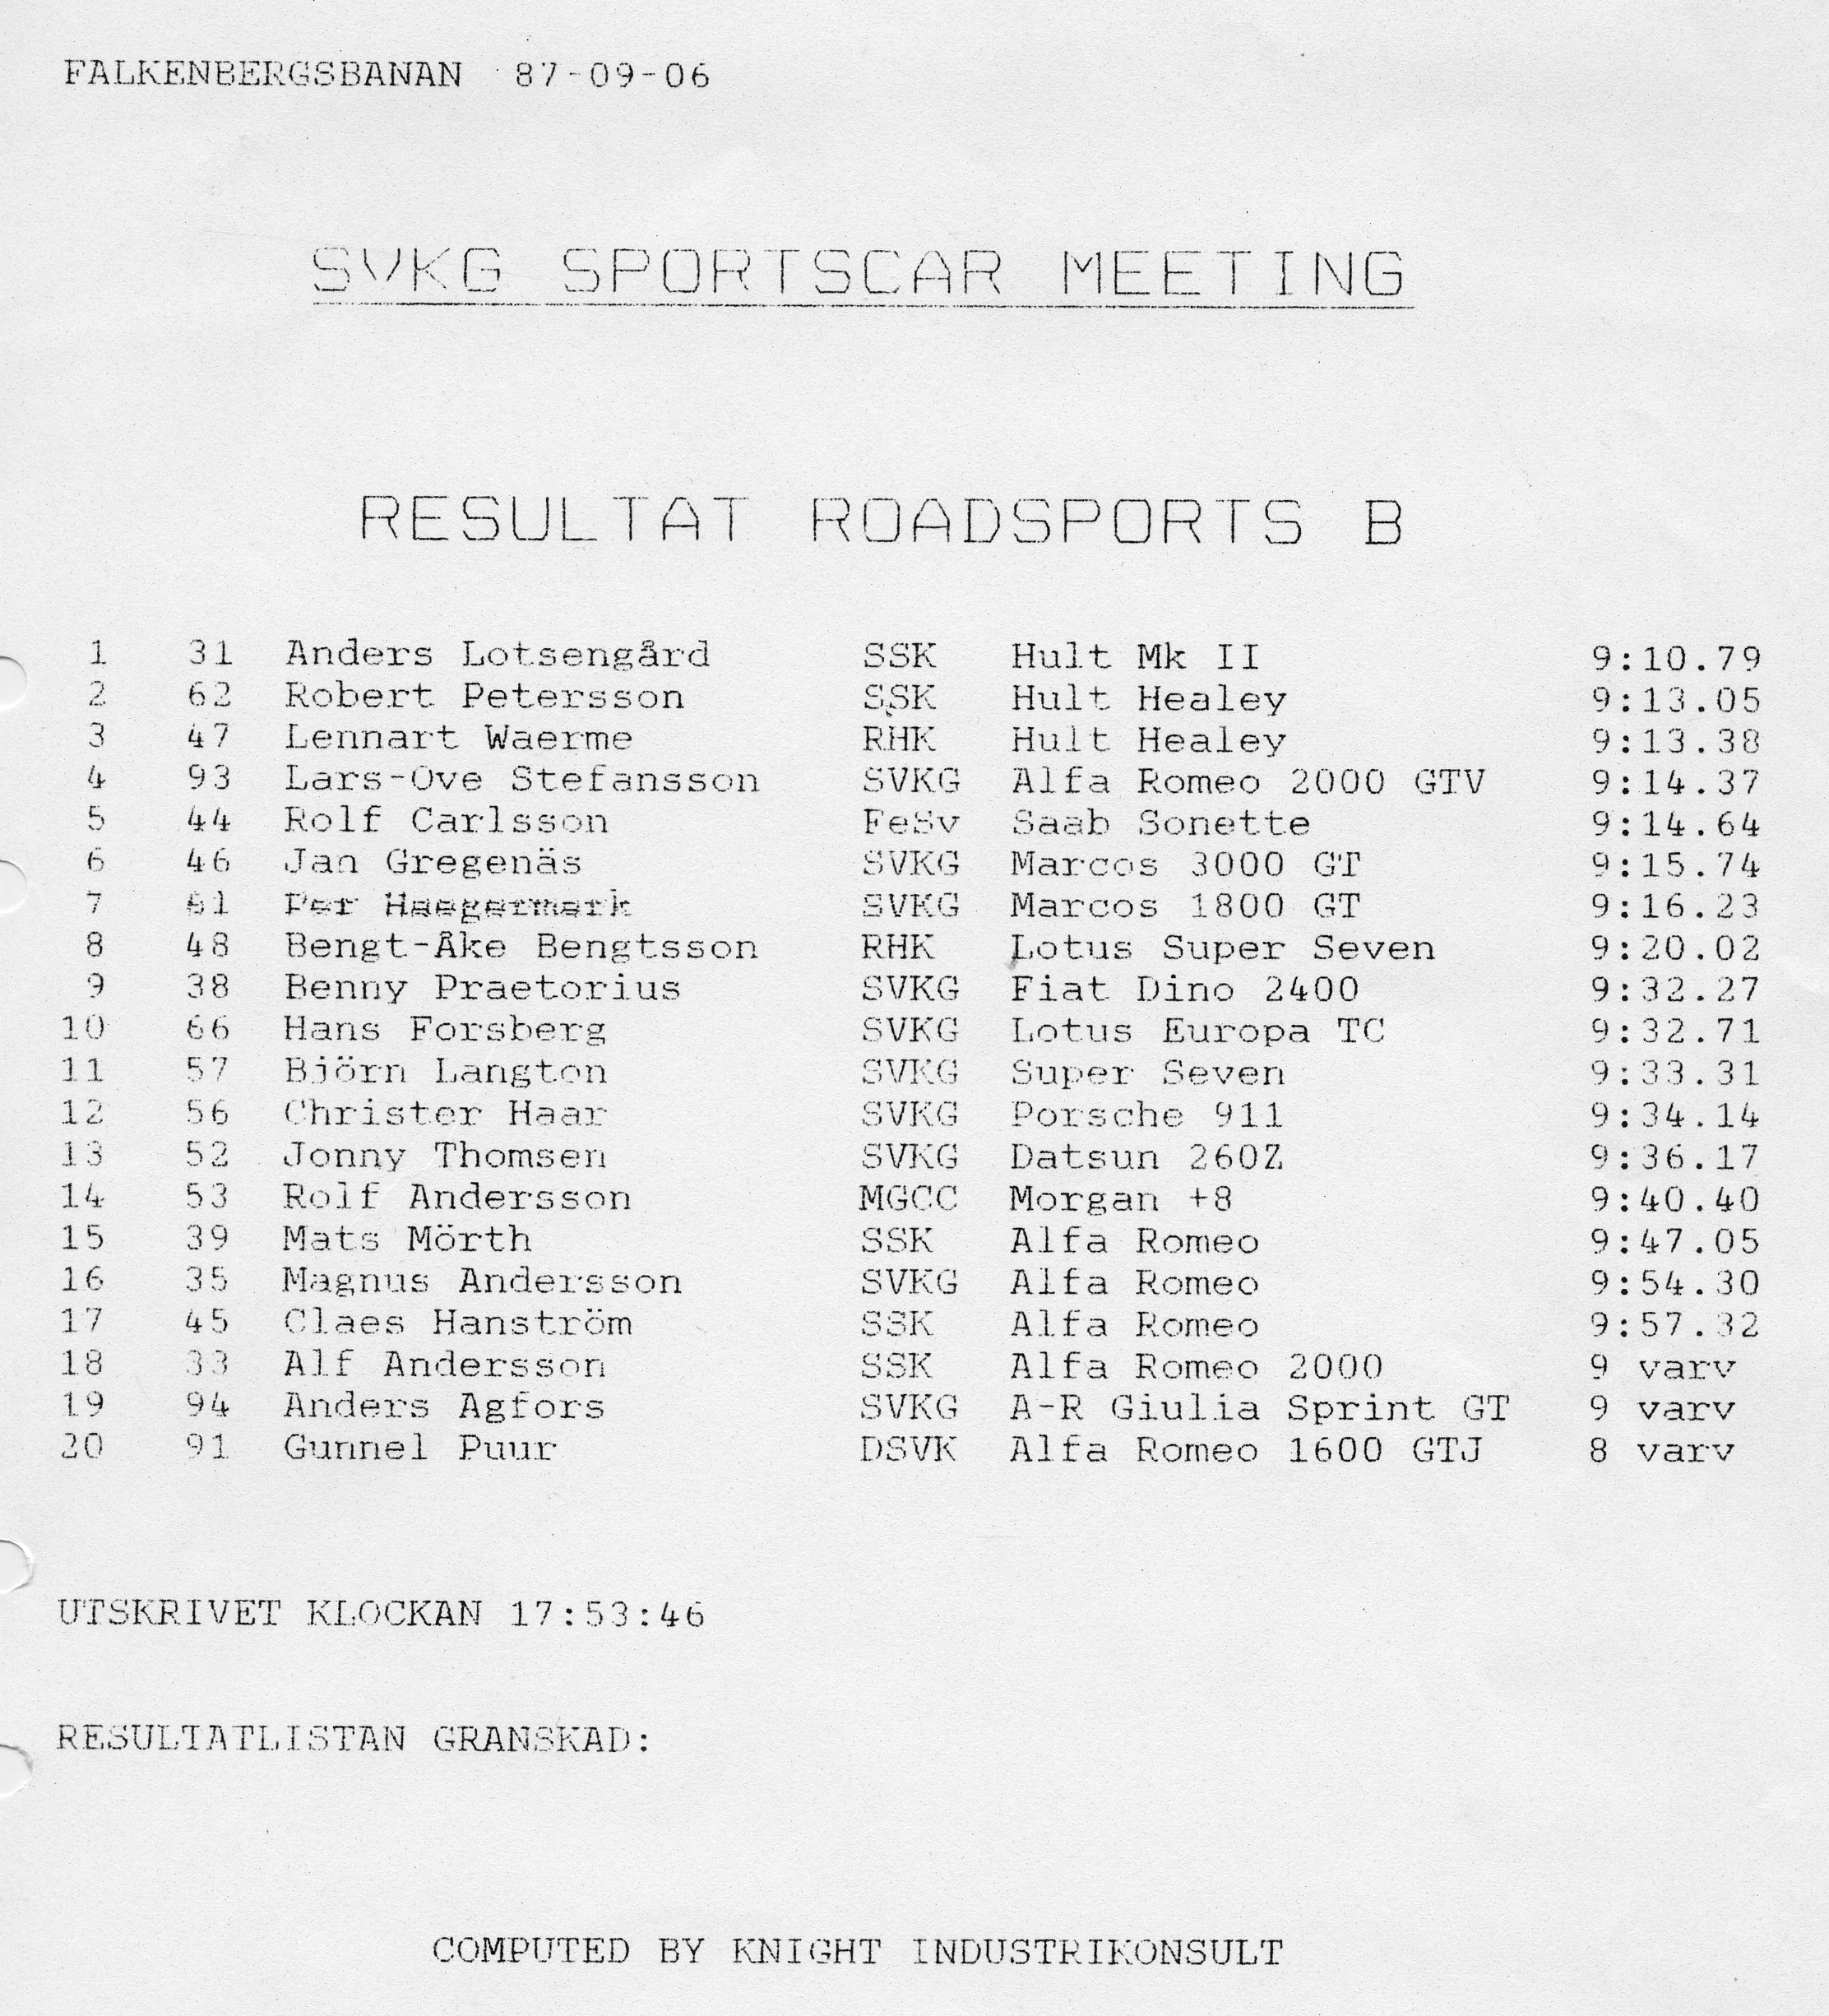 FALKENBERGSBANAN 87-09-06
SVKG SPORTSCAR MEETING
RESULTAT ROADSPORTS B
1 31 Anders Lotsengård SSK Hult Mk II 9:10.79
2 62 Robert Petersson SSK Hult Healey 9:13.05
3 47 Lennart Waerme RHK Hult Healey 9:13.38
4 93 Lars-Ove Stefansson SVKG Alfa Romeo 2000 GTV 9:14.37
5 44 Rolf Carlsson FeSv Saab Sonette 9:14.64
6 46 Jan Gregenäs SVKG Marcos 3000 GT 9:15.74
7 61 Per Haegermark SVKG Marcos 1800 GT 9:16.23
8 48 Bengt-Åke Bengtsson RHK Lotus Super Seven 9:20.02
9 38 Benny Praetorius SVKG Fiat Dino 2400 9:32.27
10 66 Hans Forsberg SVKG Lotus Europa TC 9:32.71
11 57 Björn Langton SVKG Super Seven 9:33.31
12 56 Christer Haar SVKG Porsche 911 9:34.14
13 52 Jonny Thomsen SVKG Datsun 260Z 9:36.17
14 53 Rolf Andersson MGCC Morgan +8 9:40.40
15 39 Mats Mörth SSK Alfa Romeo 9:47.05
16 35 Magnus Andersson SVKG Alfa Romeo 9:54.30
17 45 Claes Hanström SSK Alfa Romeo 9:57.32
18 33 Alf Andersson SSK Alfa Romeo 2000 9 varv
19 94 Anders Agfors SVKG A-R Giulia Sprint GT 9 varv
20 91 Gunnel Puur DSVK Alfa Romeo 1600 GTJ 8 varv
UTSKRIVET KLOCKAN 17:53:46
RESULTATLISTAN GRANSKAD:
COMPUTED BY KNIGHT INDUSTRIKONSULT